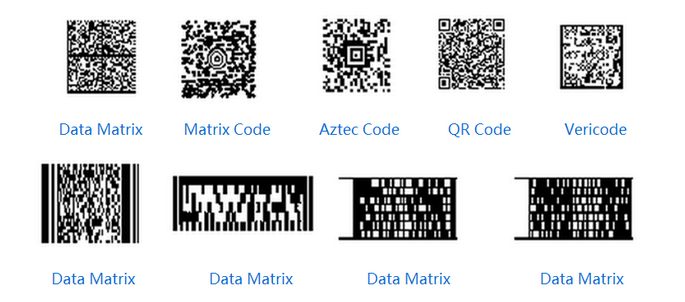 Data Matrix Matrix Code Aztec Code QR Code Vericode
Data Matrix Data Matrix Data Matrix Data Matrix